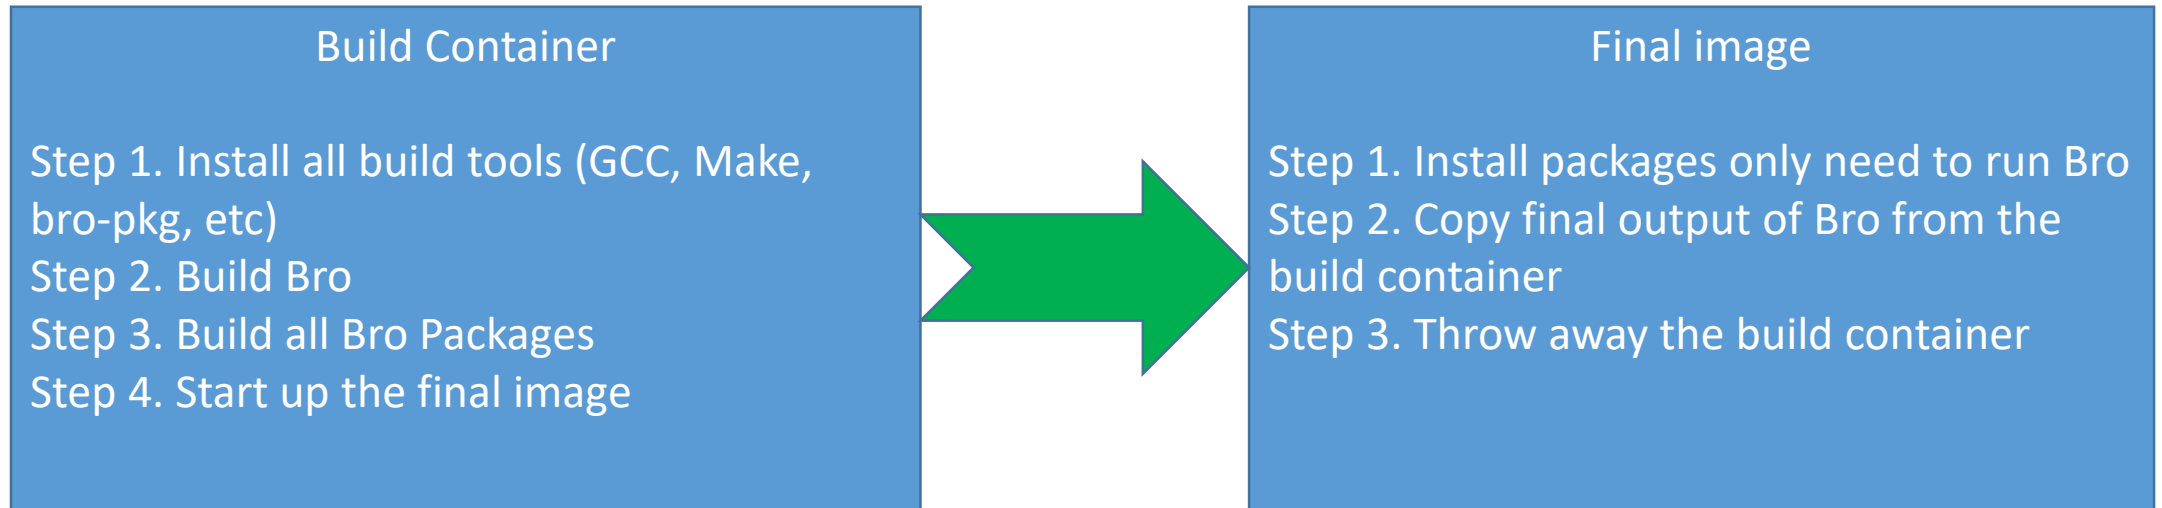 Build Container
Step 1. Install all build tools (GCC, Make,
bro-pkg, etc)
Step 2. Build Bro
Step 3. Build all Bro Packages
Step 4. Start up the final image
Final image
Step 1. Install packages only need to run Bro
Step 2. Copy final output of Bro from the
build container
Step 3. Throw away the build container